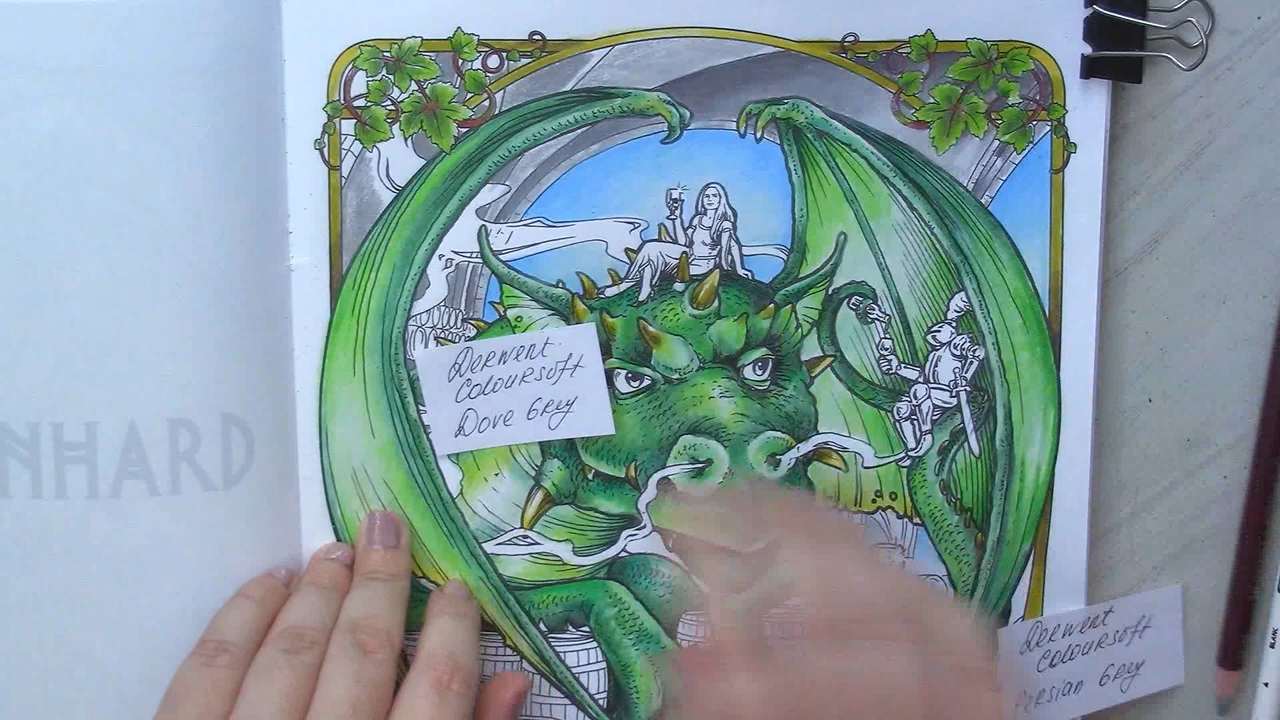 NHARD
Derwent.
Coloursoft
Dove Grey
Derwent
Coloursoft
Persian Grey